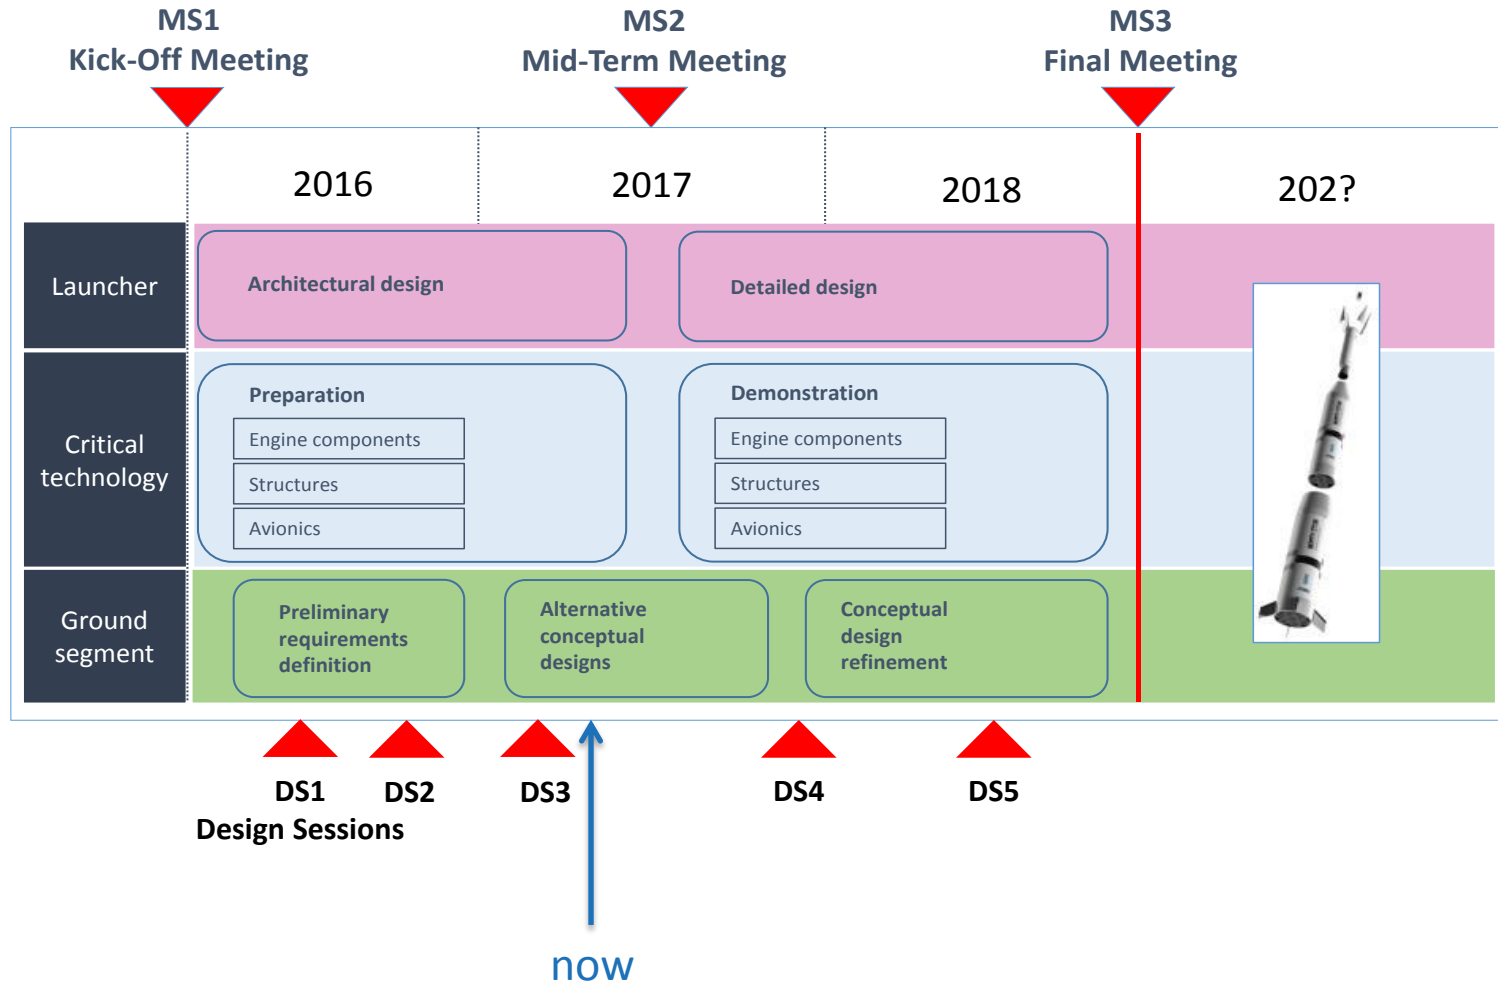 MS1
Kick-Off Meeting
MS2
Mid-Term Meeting
MS3
Final Meeting
2016
2017
2018
202?
Launcher
Architectural design
Detailed design
Critical
technology
Preparation
Engine components
Structures
Avionics
Demonstration
Engine components
Structures
Avionics
Ground
segment
Preliminary
requirements
definition
Alternative
conceptual
designs
Conceptual
design
refinement
DS1
DS2
DS3
DS4
DS5
Design Sessions
now